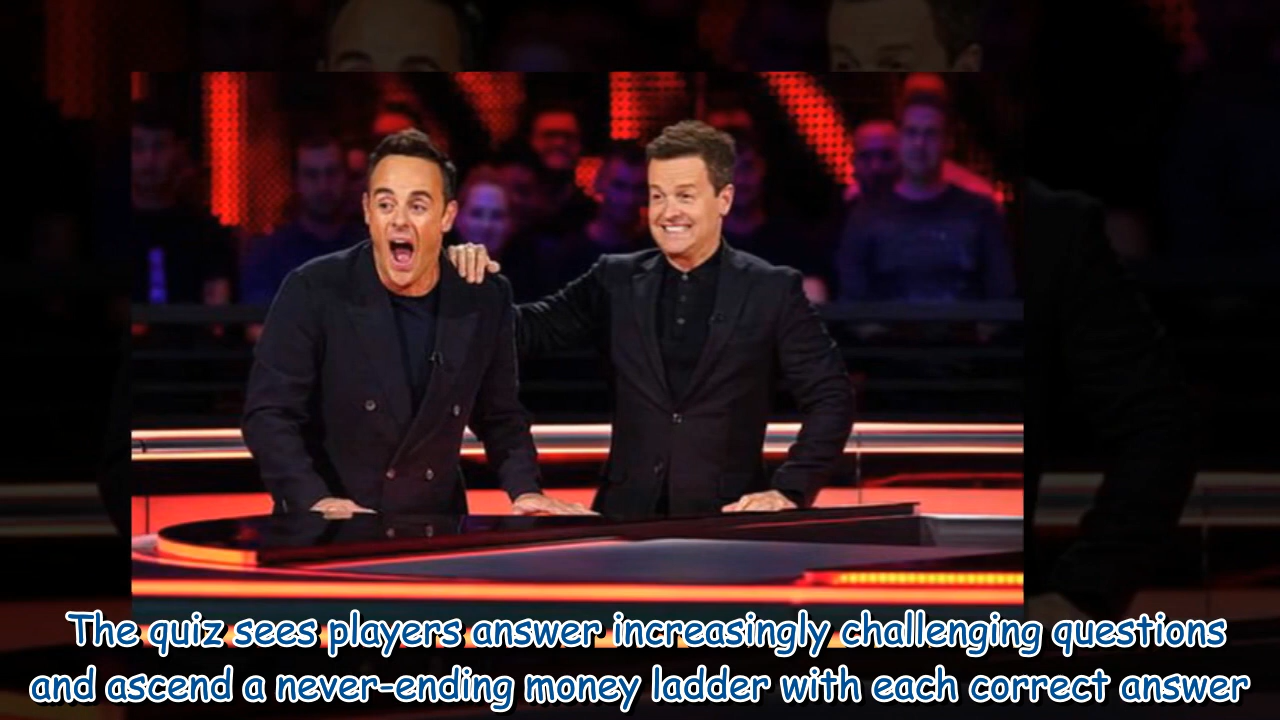 The quiz sees players answer increasingly challenging questions
and ascend a never-ending money ladder with each correct answer